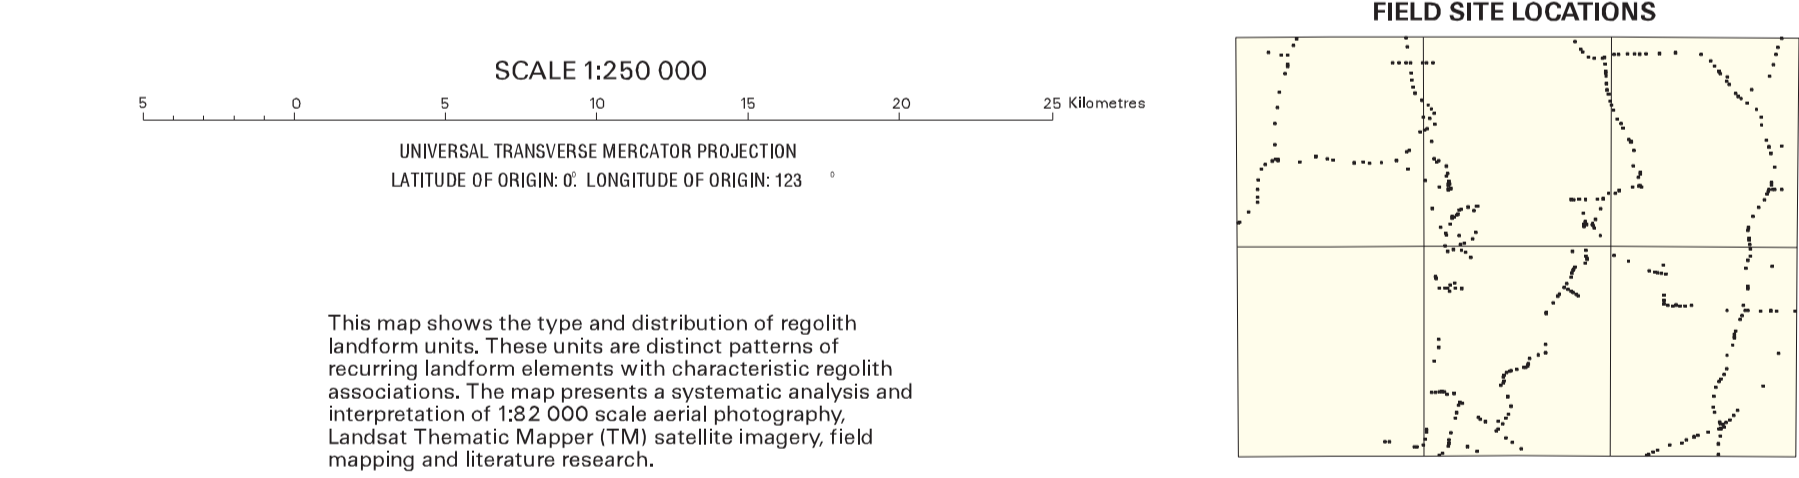 FIELD SITE LOCATIONS
SCALE 1:250 000
5 0 5 10 15 20 25 Kilometres
UNIVERSAL TRANSVERSE MERCATOR PROJECTION
LATITUDE OF ORIGIN: 0°. LONGITUDE OF ORIGIN: 123 °
This map shows the type and distribution of regolith
landform units. These units are distinct patterns of
recurring landform elements with characteristic regolith
associations. The map presents a systematic analysis and
interpretation of 1:82 000 scale aerial photography,
Landsat Thematic Mapper (TM) satellite imagery, field
mapping and literature research.